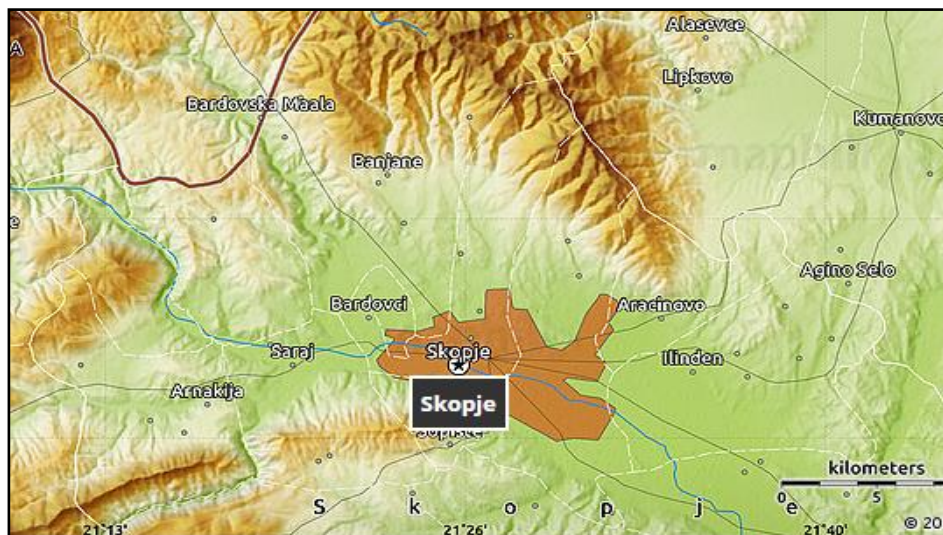 Alasevce
A
Lipkovo
Bardovska Maala
Kumanovo
Banjane
e
Agino Selo
Bardovci
Aracinovo
Saraj
Skopje
Ilinden
Arnakija
Skopje
kilometers
0 5
S k o p j e
21°13'
21°26'
21°40'
© 20